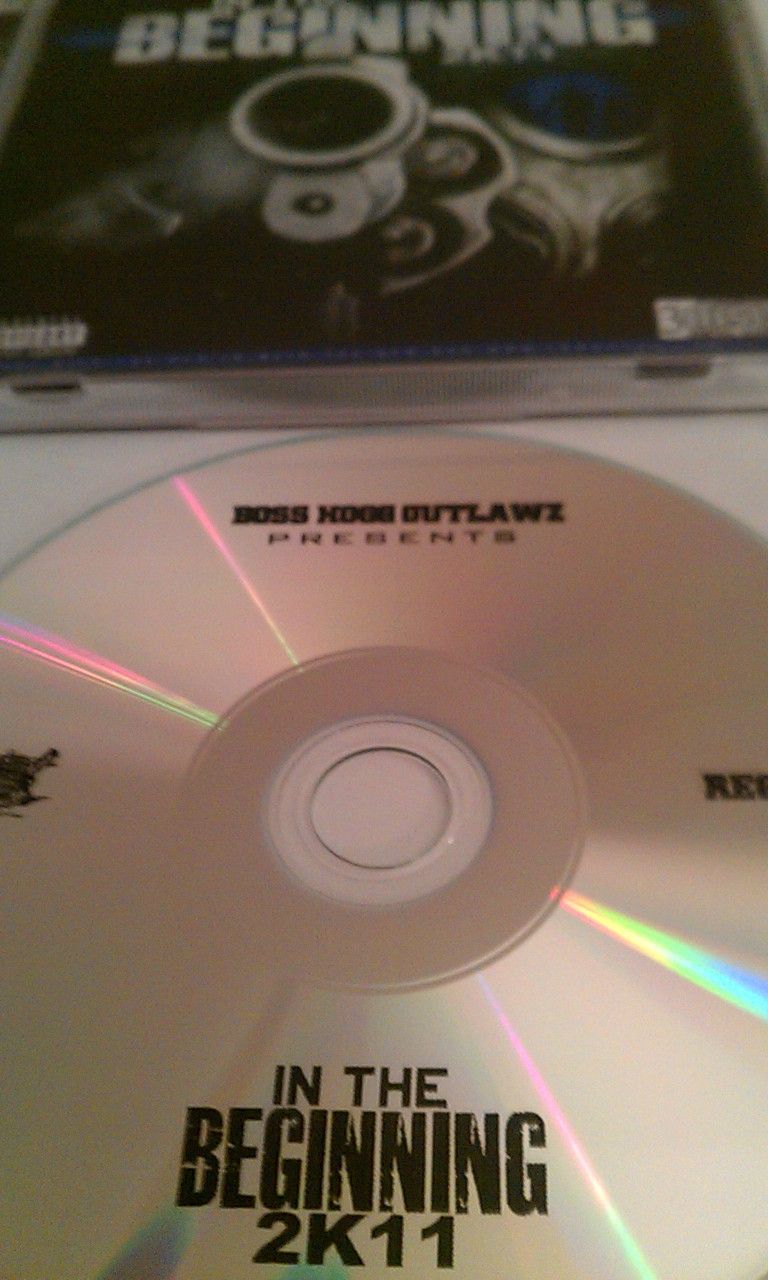 BEGINNING
BOSS HOGG OUTLAWZ
PRESENTS
IN THE
BEGINNING
2K11